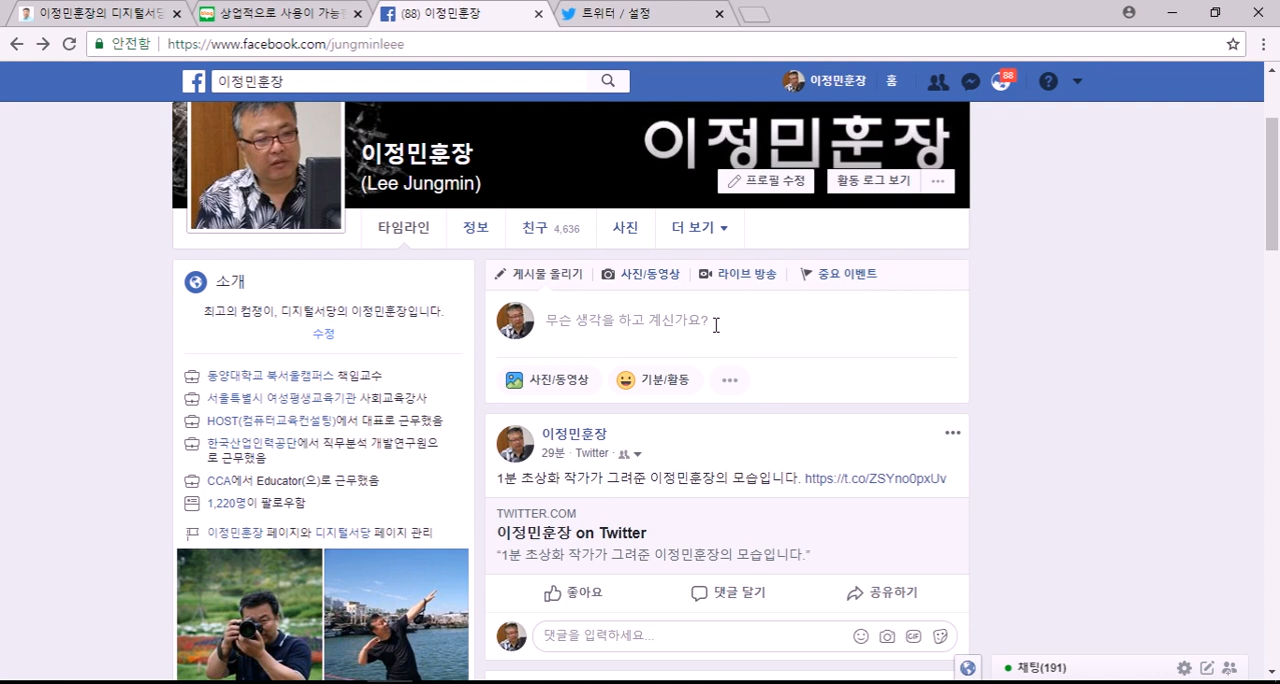 이정민훈장의 디지털서당
상업적으로 사용이 가능한
(88) 이정민훈장
트위터 / 설정
안전함
https://www.facebook.com/jungminleee
이정민훈장
이정민훈장
홈
88
이정민훈장
이정민훈장
(Lee Jungmin)
프로필 수정
활동 로그 보기
타임라인
정보
친구 4,636
사진
더 보기
소개
최고의 컴쟁이, 디지털서당의 이정민훈장입니다.
수정
동양대학교 북서울캠퍼스 책임교수
서울특별시 여성평생교육기관 사회교육강사
HOST(컴퓨터교육컨설팅)에서 대표로 근무했음
한국산업인력공단에서 직무분석 개발연구원으
로 근무했음
CCA에서 Educator(으)로 근무했음
1,220명이 팔로우함
이정민훈장 페이지와 디지털서당 페이지 관리
게시물 올리기
사진/동영상
라이브 방송
중요 이벤트
무슨 생각을 하고 계신가요?
사진/동영상
기분/활동
이정민훈장
29분 · Twitter ·
1분 초상화 작가가 그려준 이정민훈장의 모습입니다. https://t.co/ZSYno0pxUv
TWITTER.COM
이정민훈장 on Twitter
“1분 초상화 작가가 그려준 이정민훈장의 모습입니다.”
좋아요
댓글 달기
공유하기
댓글을 입력하세요...
GIF
채팅(191)